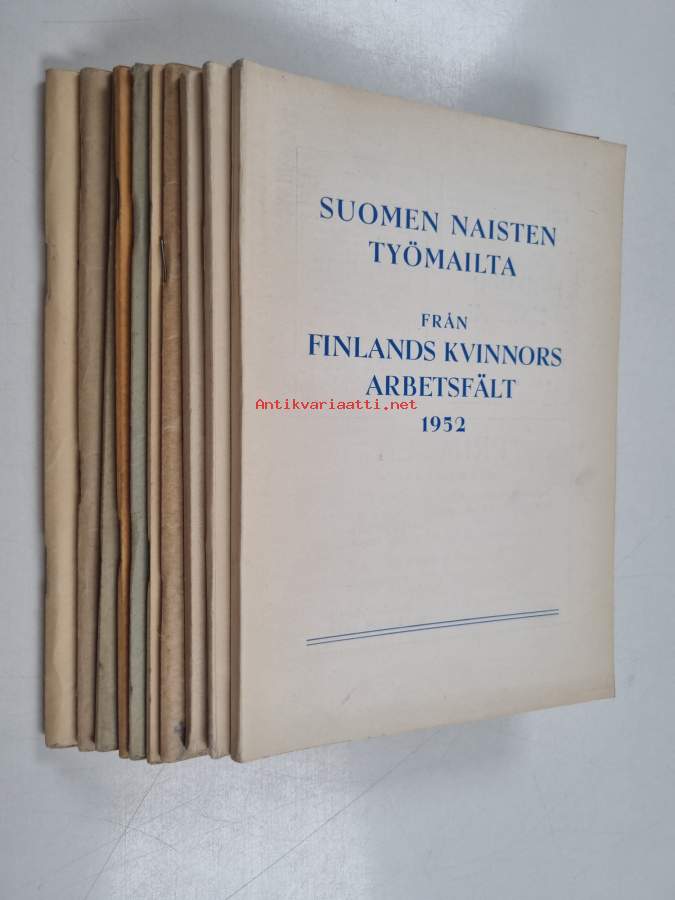 SUOMEN NAISTEN
TYÖMAILTA
FRÅN
FINLANDS KVINNORS
ARBETSFÄLT
Antikvariaatti.net
1952